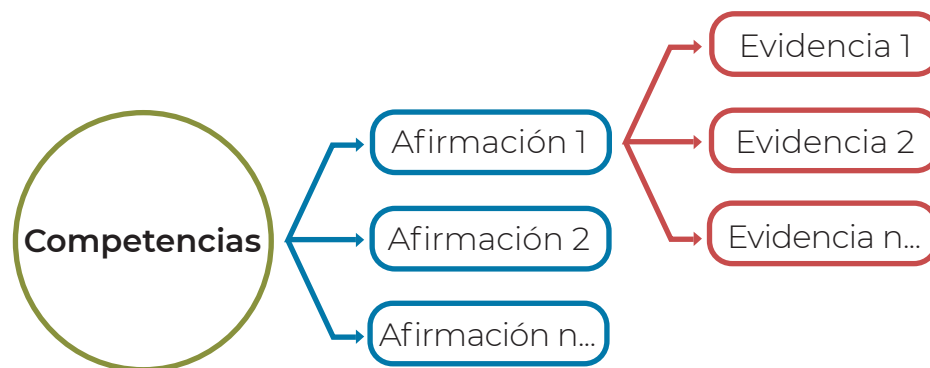 Competencias
Afirmación 1
Afirmación 2
Afirmación n...
Evidencia 1
Evidencia 2
Evidencia n...